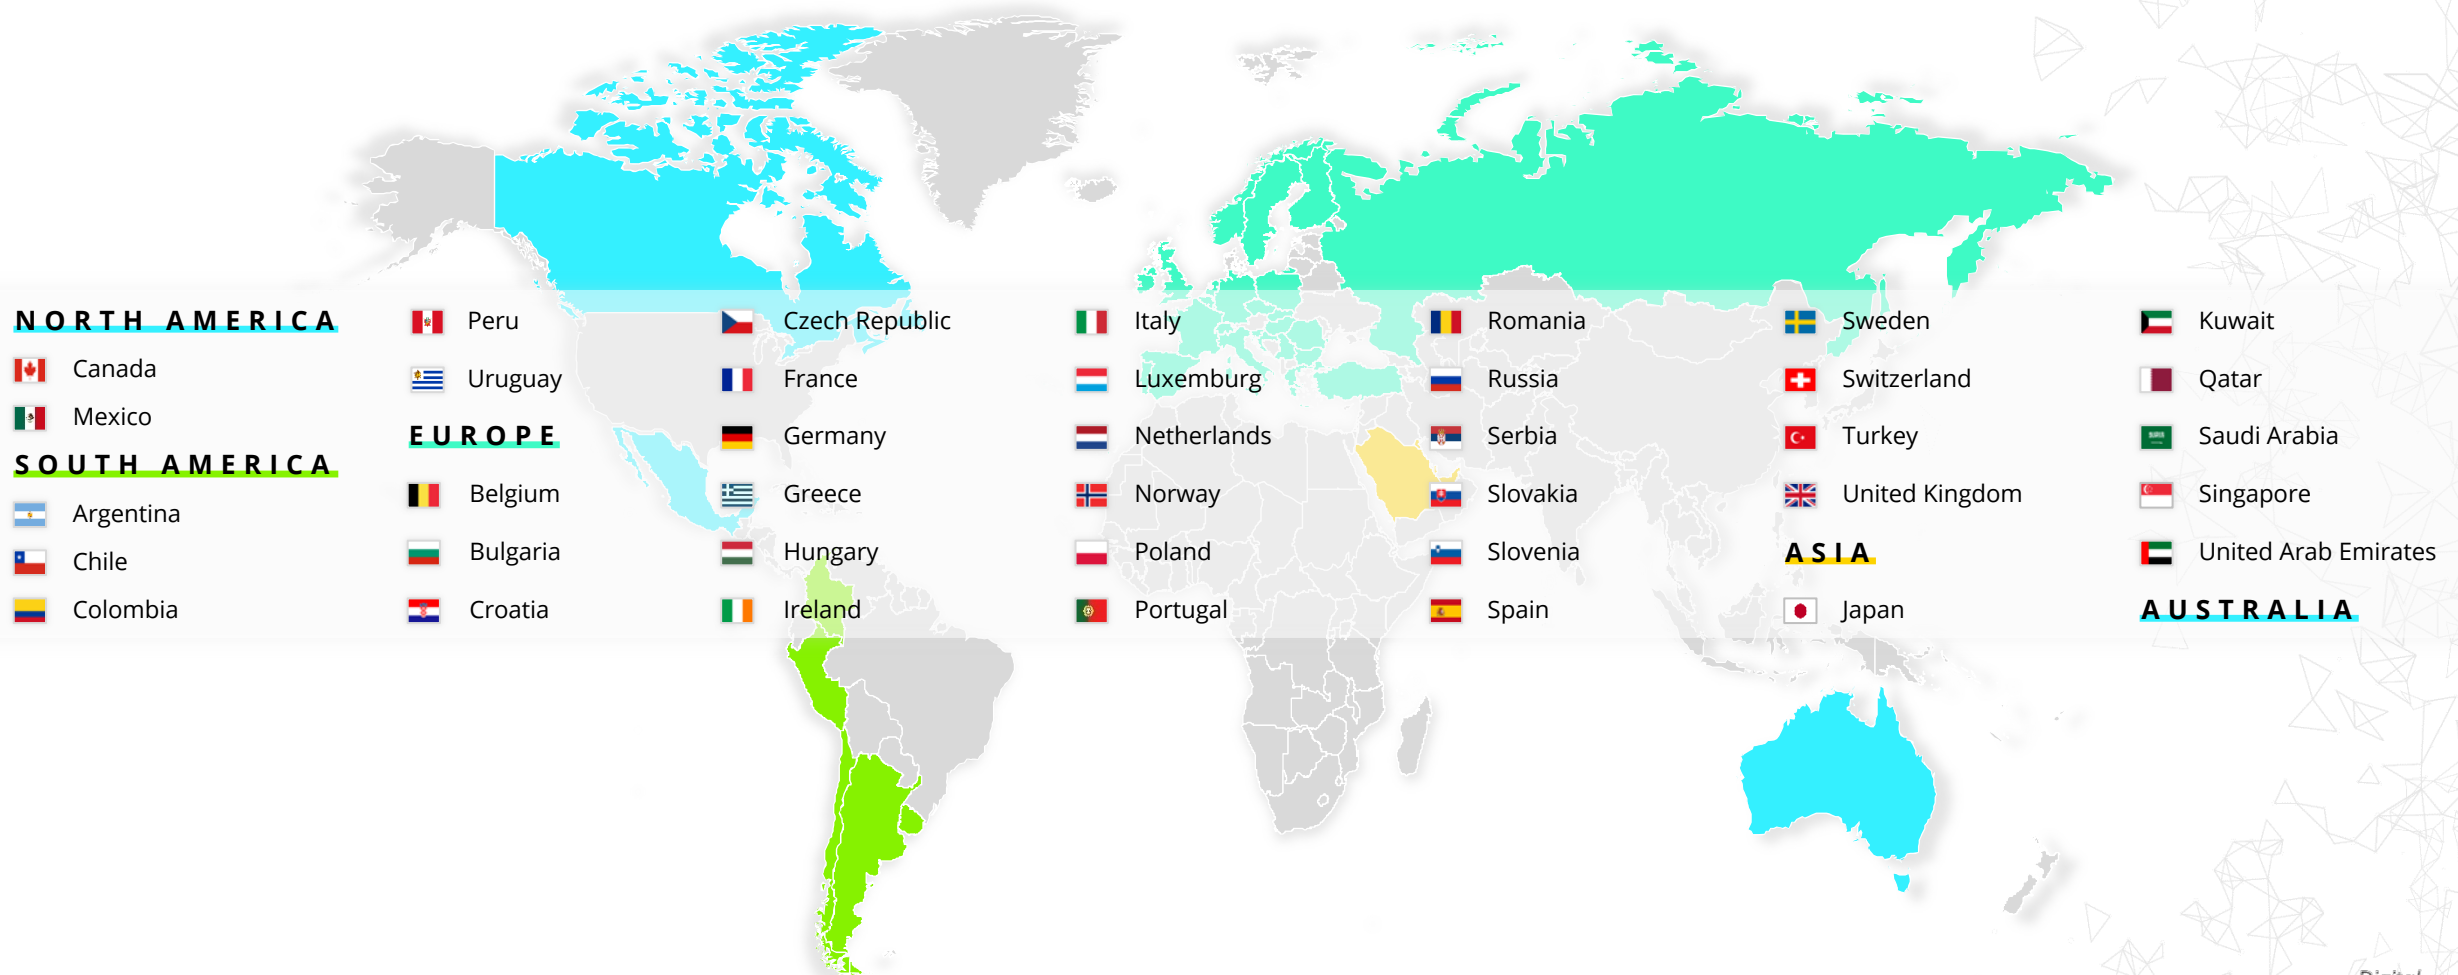 NORTH AMERICA
Canada
Mexico
SOUTH AMERICA
Argentina
Chile
Colombia
Peru
Uruguay
EUROPE
Belgium
Bulgaria
Croatia
Czech Republic
France
Germany
Greece
Hungary
Ireland
Italy
Luxemburg
Netherlands
Norway
Poland
Portugal
Romania
Russia
Serbia
Slovakia
Slovenia
Spain
Sweden
Switzerland
Turkey
United Kingdom
ASIA
Japan
Kuwait
Qatar
Saudi Arabia
Singapore
United Arab Emirates
AUSTRALIA